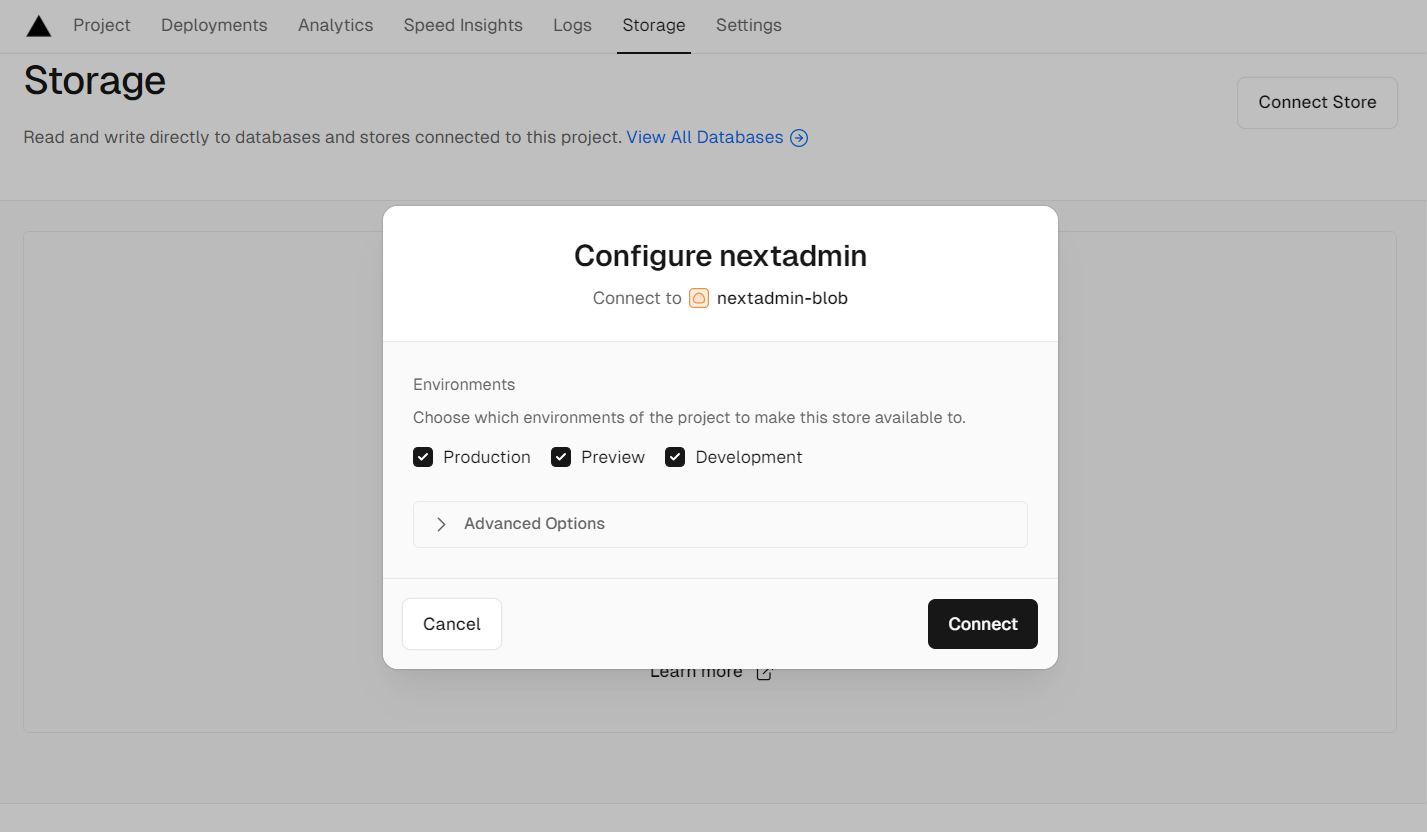 Project Deployments Analytics Speed Insights Logs Storage Settings
Storage
Connect Store
Read and write directly to databases and stores connected to this project. View All Databases
Configure nextadmin
Connect to nextadmin-blob
Environments
Choose which environments of the project to make this store available to.
Production Preview Development
Advanced Options
Cancel Connect
Learn more